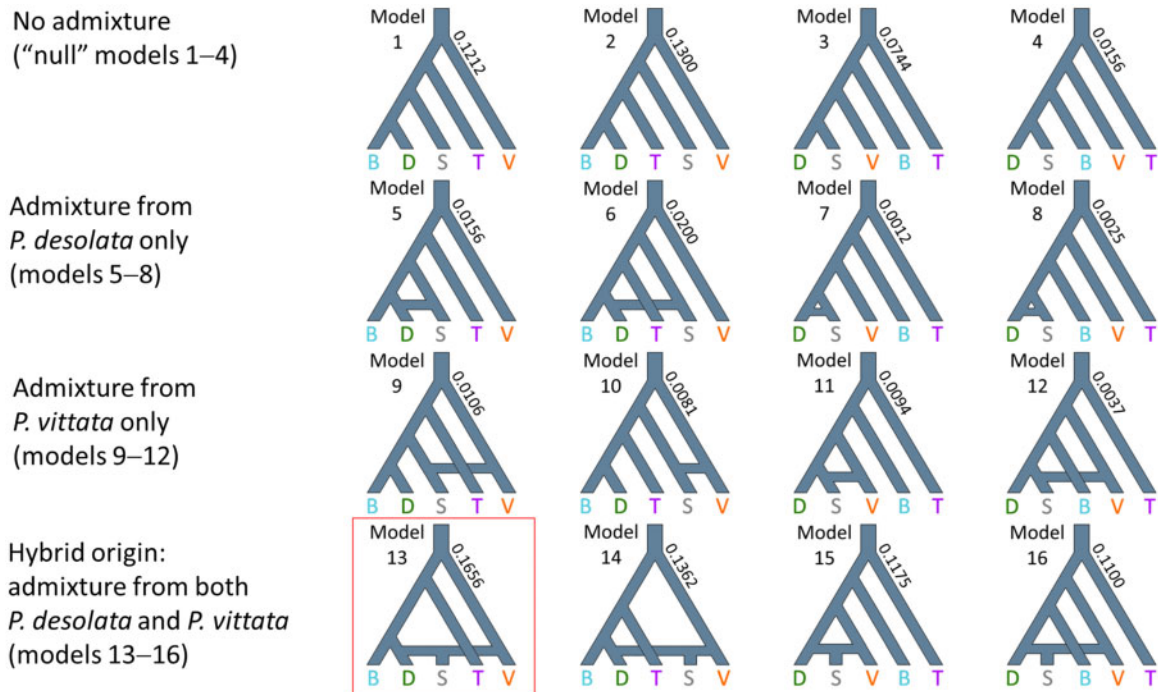 No admixture
("null" models 1–4)
Model
1
0.1212
B D S T V
Model
2
0.1300
B D T S V
Model
3
0.0744
D S V B T
Model
4
0.0156
D S B V T
Admixture from
P. desolata only
(models 5–8)
Model
5
0.0156
B D S T V
Model
6
0.0200
B D T S V
Model
7
0.0012
D S V B T
Model
8
0.0025
D S B V T
Admixture from
P. vittata only
(models 9–12)
Model
9
0.0106
B D S T V
Model
10
0.0081
B D T S V
Model
11
0.0094
D S V B T
Model
12
0.0037
D S B V T
Hybrid origin:
admixture from both
P. desolata and P. vittata
(models 13–16)
Model
13
0.1656
B D S T V
Model
14
0.1362
B D T S V
Model
15
0.1175
D S V B T
Model
16
0.1100
D S B V T